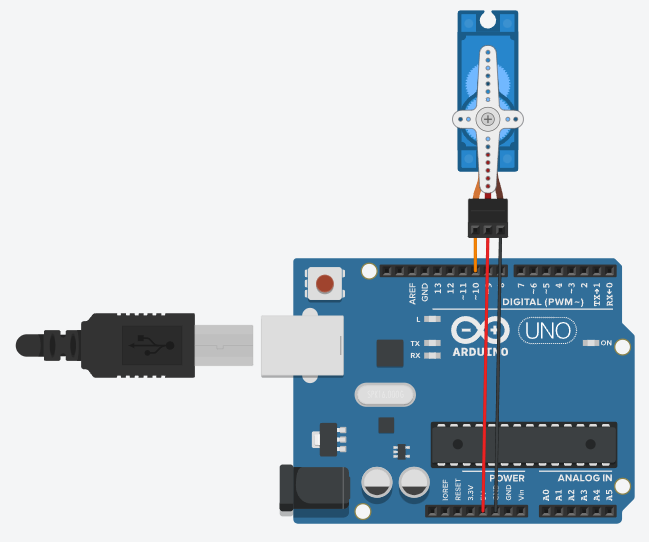 AREF
GND
13
12
~11
~10
~9
8
7
~6
~5
4
~3
2
TX→1
RX←0
DIGITAL (PWM ~)
L
TX
RX
UNO
ARDUINO
ON
POWER
ANALOG IN
IOREF
RESET
3.3V
GND
Vin
A0
A1
A2
A3
A4
A5